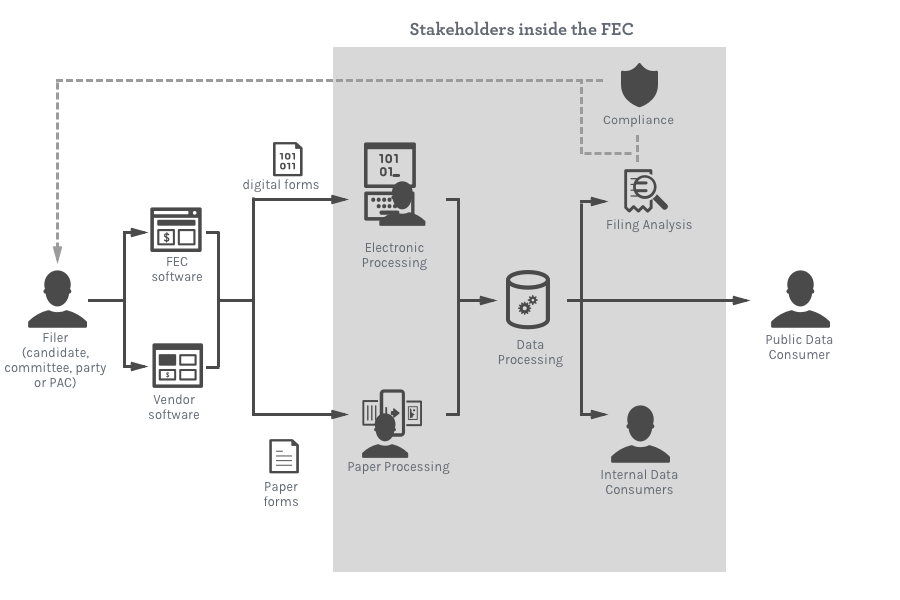 Stakeholders inside the FEC
Compliance
101
011
digital forms
101
01_
Electronic
Processing
Filing Analysis
$
FEC
software
Filer
(candidate,
committee, party
or PAC)
$
Vendor
software
Data
Processing
Public Data
Consumer
Paper
forms
Paper Processing
Internal Data
Consumers